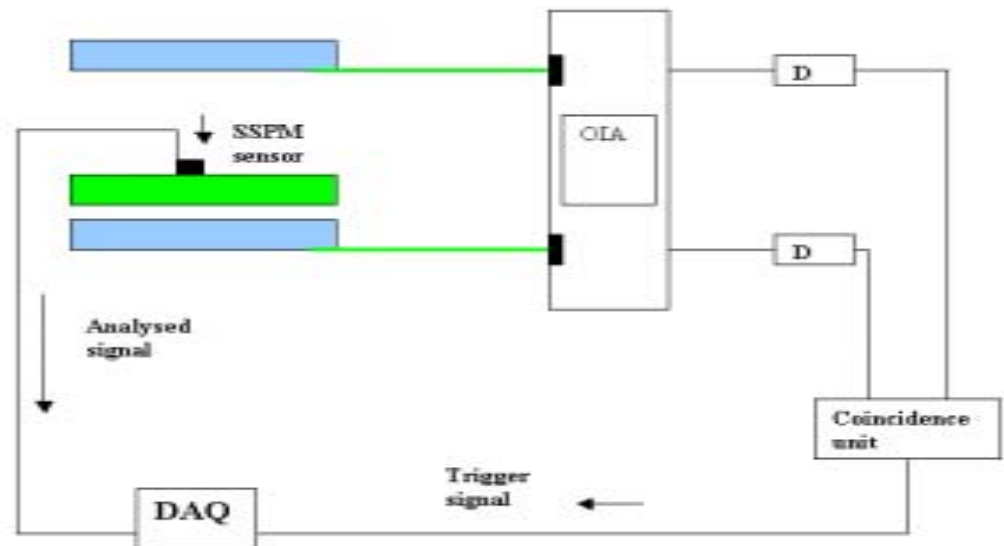 D
SSPM
sensor
OIA
D
Analysed
signal
Coincidence
unit
Trigger
signal
DAQ